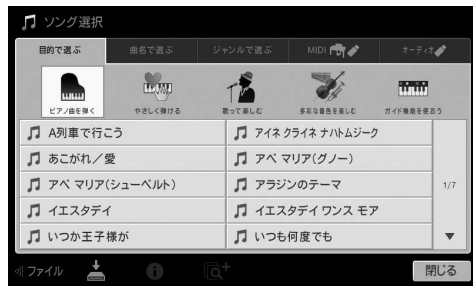 ソング選択
目的で選ぶ 曲名で選ぶ ジャンルで選ぶ MIDI オーディオ
ピアノ曲を弾く やさしく弾ける 歌って楽しむ 多彩な音色を楽しむ ガイド機能を使おう
A列車で行こう アイネ クライネ ナハトムジーク
あこがれ／愛 アベ マリア(グノー)
アベ マリア(シューベルト) アラジンのテーマ 1/7
イエスタデイ イエスタデイ ワンス モア
いつか王子様が いつも何度でも ▼
ファイル 閉じる